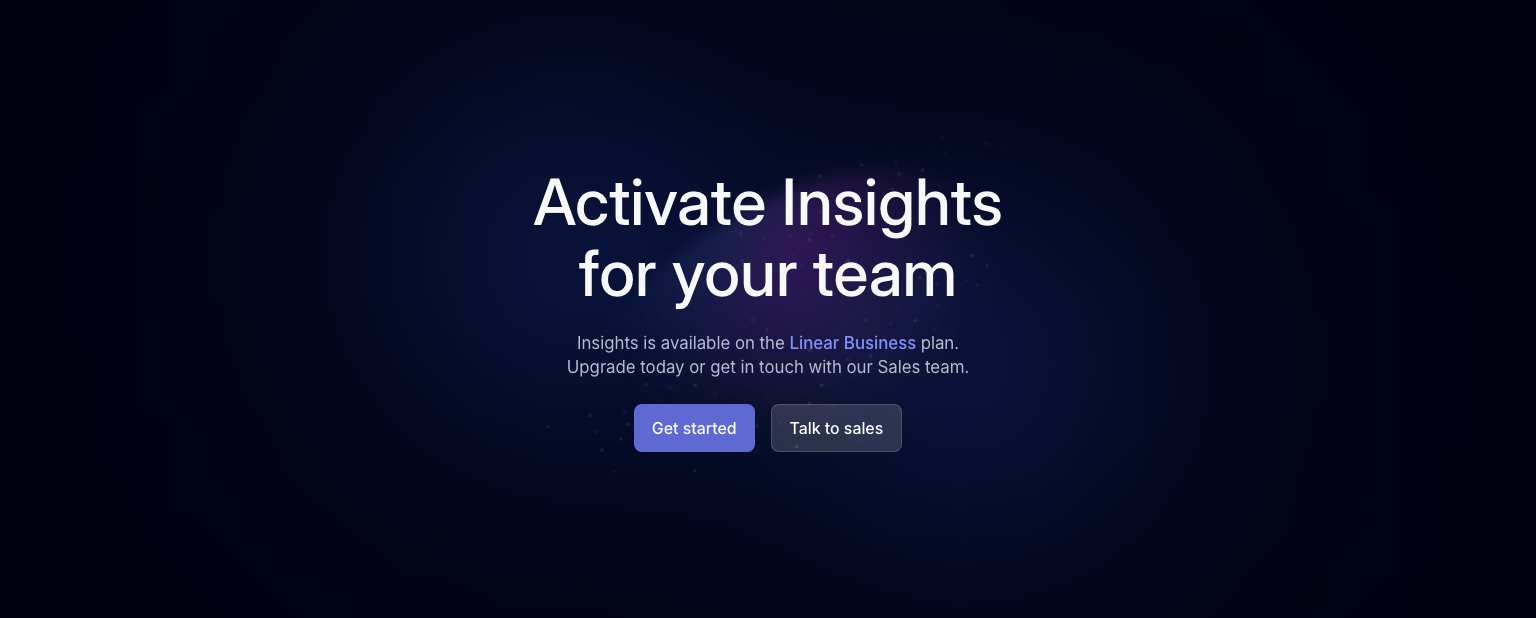 Activate Insights
for your team
Insights is available on the Linear Business plan.
Upgrade today or get in touch with our Sales team.
Get started
Talk to sales